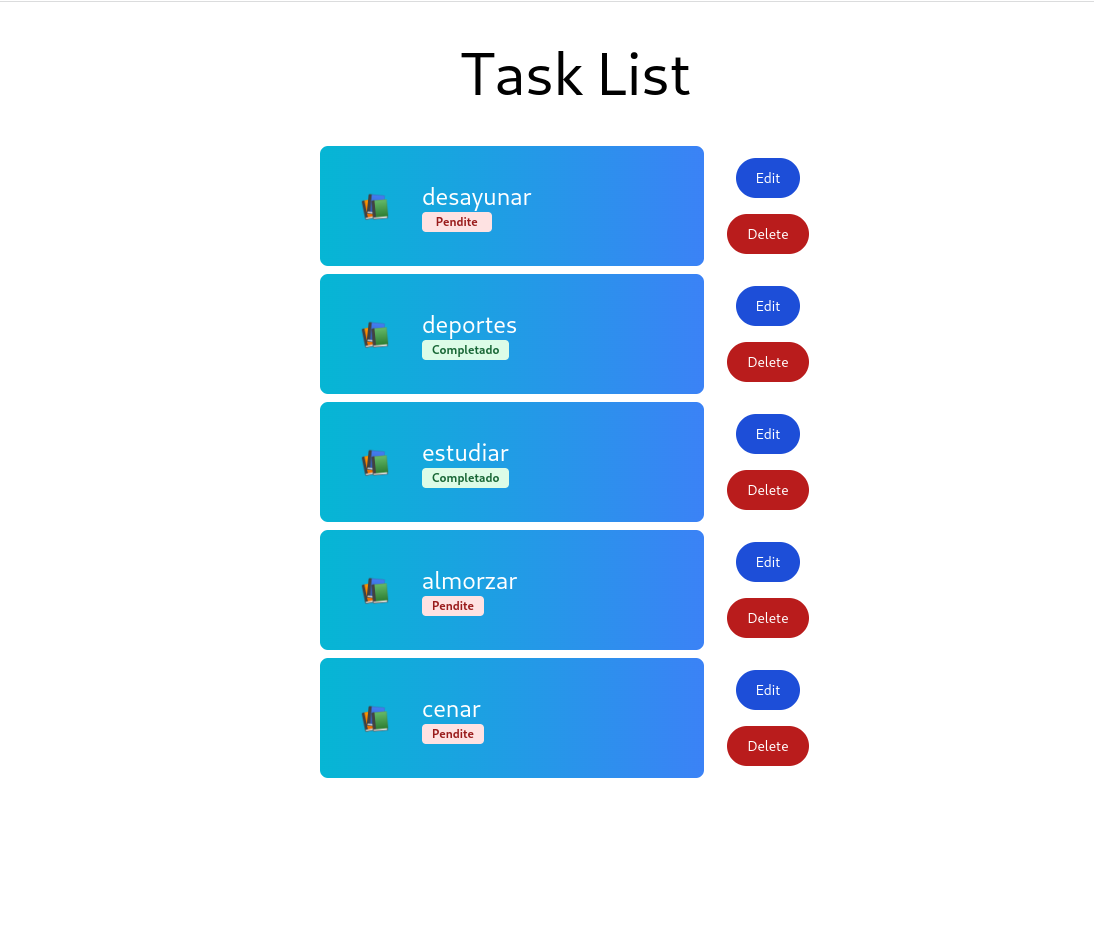 Task List
desayunar
Pendite
Edit
Delete
deportes
Completado
Edit
Delete
estudiar
Completado
Edit
Delete
almorzar
Pendite
Edit
Delete
cenar
Pendite
Edit
Delete